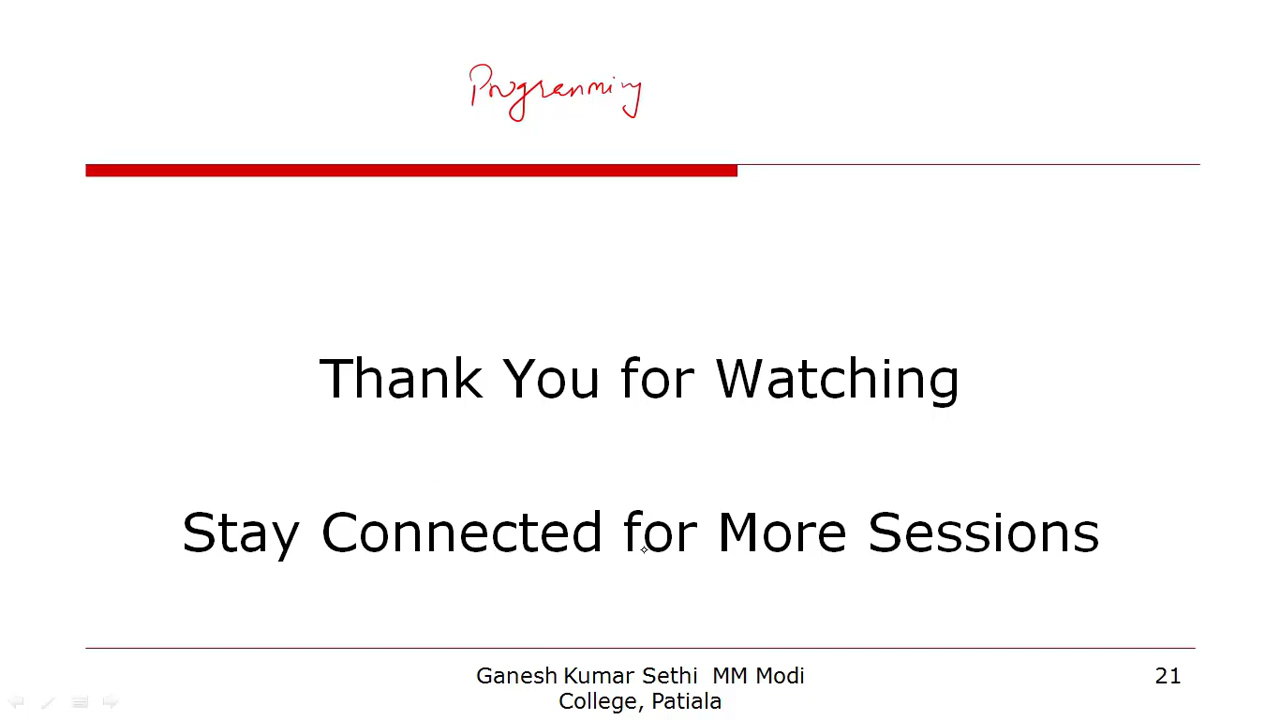 Programming
Thank You for Watching
Stay Connected for More Sessions
Ganesh Kumar Sethi MM Modi
College, Patiala
21